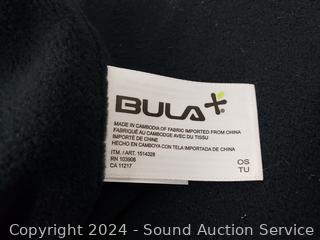 BULA+
MADE IN CAMBODIA OF FABRIC IMPORTED FROM CHINA
FABRIQUÉ AU CAMBODGE AVEC DU TISSU
IMPORTÉ DE CHINE
HECHO EN CAMBOYA CON TELA IMPORTADA DE CHINA
ITM. / ART. 1514328
RN 103906
CA 11217
OS
TU
Copyright 2024 - Sound Auction Service